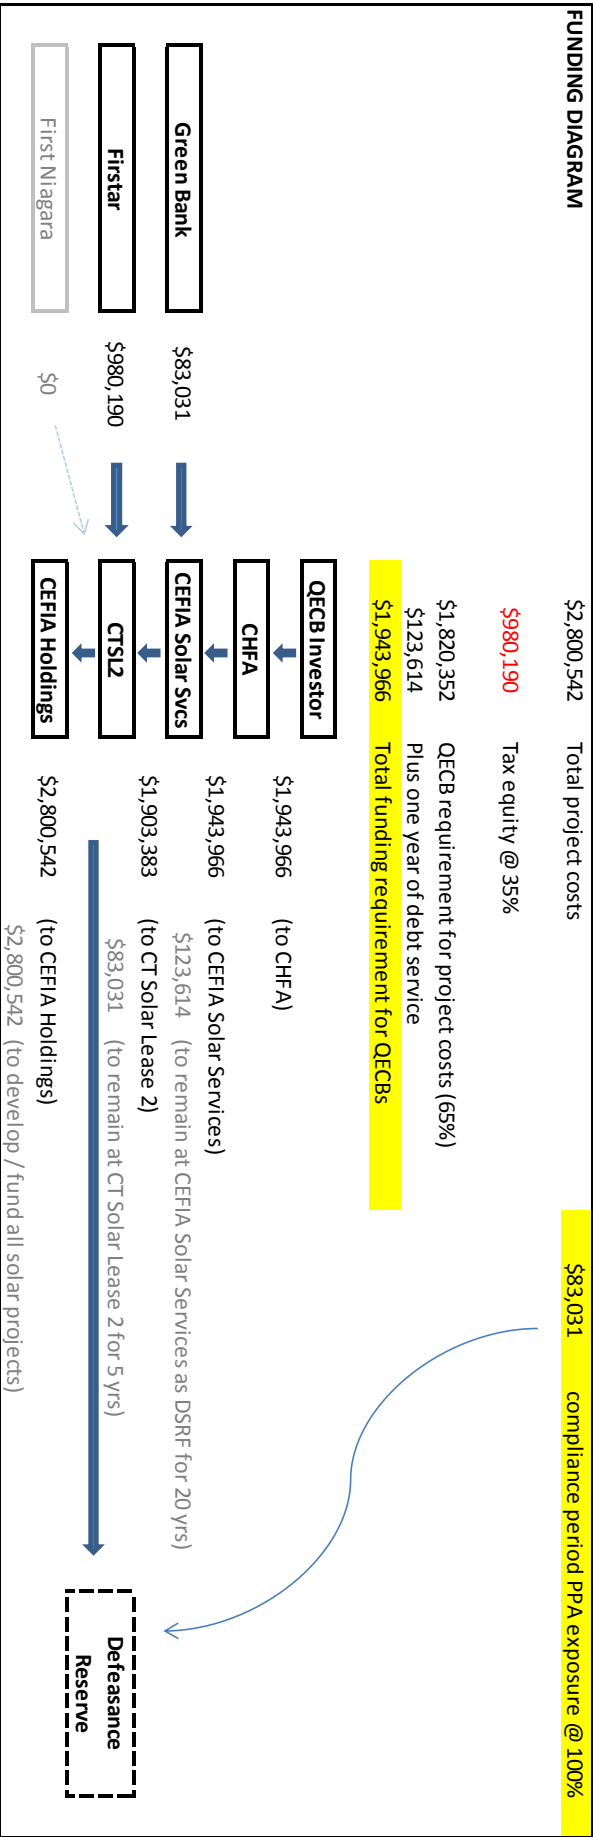 FUNDING DIAGRAM
$2,800,542 Total project costs
$83,031 compliance period PPA exposure @ 100%
$980,190 Tax equity @ 35%
$1,820,352 QECB requirement for project costs (65%)
$123,614 Plus one year of debt service
$1,943,966 Total funding requirement for QECBs
QECB Investor
$1,943,966 (to CHFA)
CHFA
$1,943,966 (to CEFIA Solar Services)
Green Bank
$83,031
CEFIA Solar Svcs
$123,614 (to remain at CEFIA Solar Services as DSRF for 20 yrs)
$1,903,383 (to CT Solar Lease 2)
Firstar
$980,190
CTSL2
$83,031 (to remain at CT Solar Lease 2 for 5 yrs)
Defeasance
Reserve
First Niagara
$0
CEFIA Holdings
$2,800,542 (to CEFIA Holdings)
$2,800,542 (to develop / fund all solar projects)